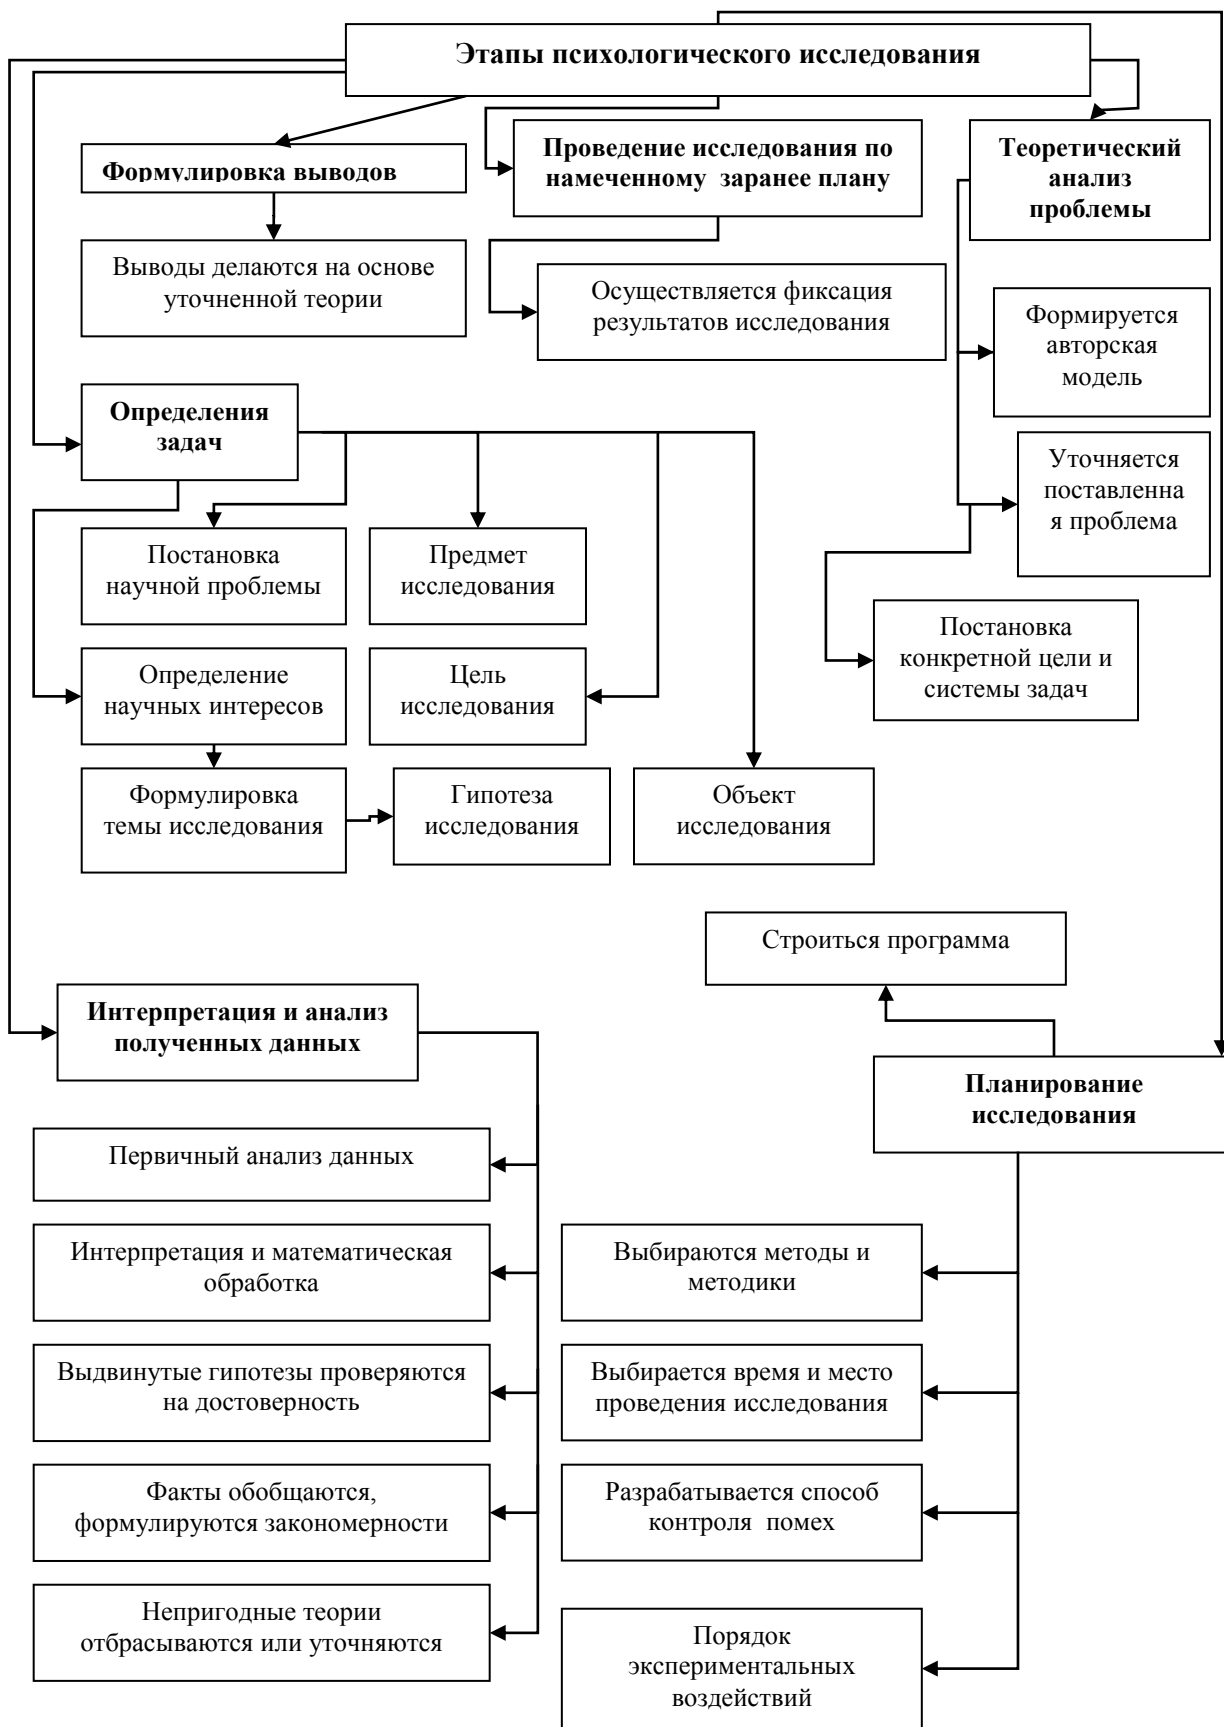 Этапы психологического исследования
Формулировка выводов
Проведение исследования по
намеченному  заранее плану
Теоретический
анализ
проблемы
Выводы делаются на основе
уточненной теории
Осуществляется фиксация
результатов исследования
Формируется
авторская
модель
Определения
задач
Уточняется
поставленна
я проблема
Постановка
научной проблемы
Предмет
исследования
Постановка
конкретной цели и
системы задач
Определение
научных интересов
Цель
исследования
Формулировка
темы исследования
Гипотеза
исследования
Объект
исследования
Строиться программа
Интерпретация и анализ
полученных данных
Планирование
исследования
Первичный анализ данных
Интерпретация и математическая
обработка
Выбираются методы и
методики
Выдвинутые гипотезы проверяются
на достоверность
Выбирается время и место
проведения исследования
Факты обобщаются,
формулируются закономерности
Разрабатывается способ
контроля  помех
Непригодные теории
отбрасываются или уточняются
Порядок
экспериментальных
воздействий